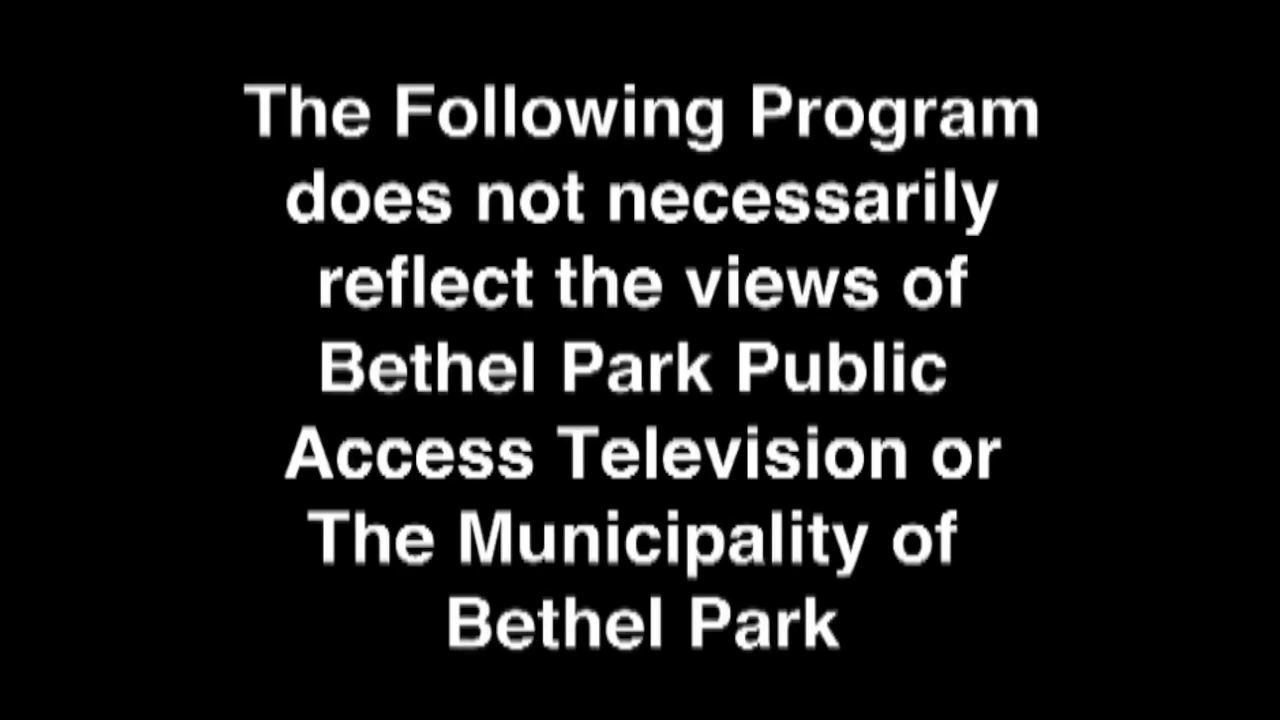 The Following Program
does not necessarily
reflect the views of
Bethel Park Public
Access Television or
The Municipality of
Bethel Park